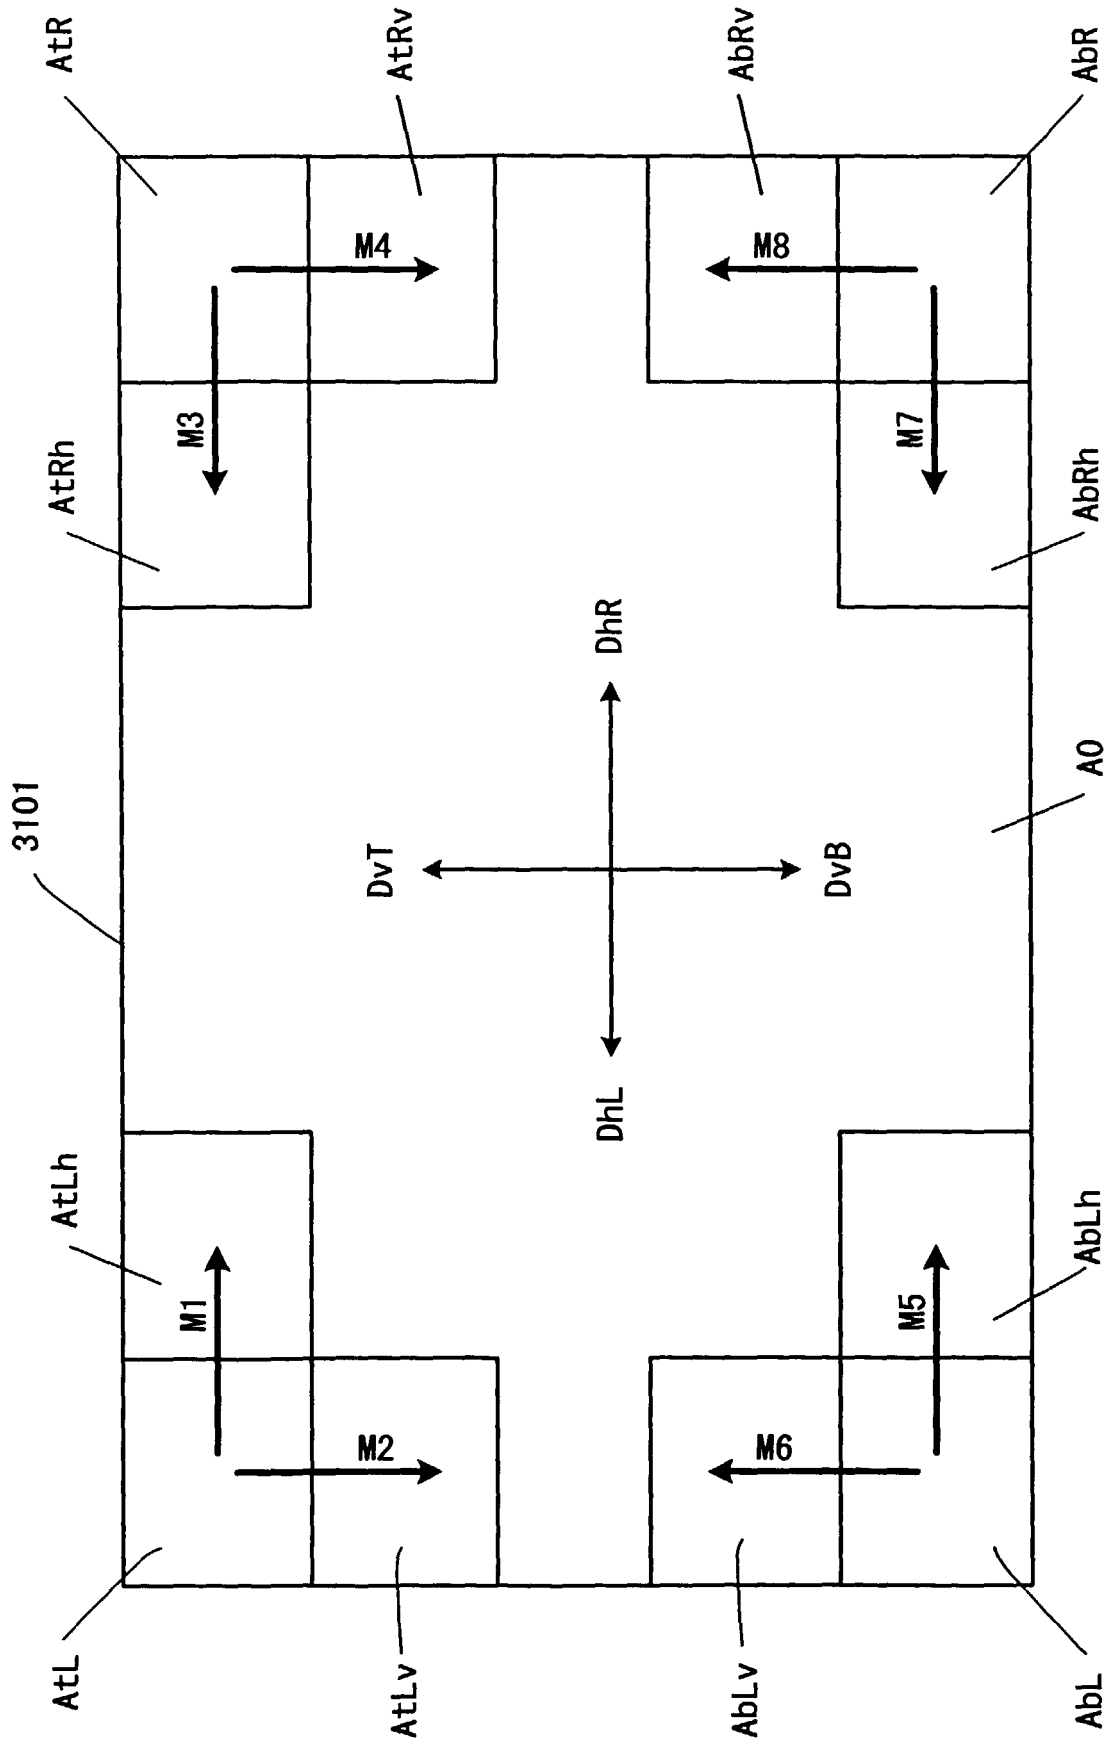 3101
AtL
AtLh
AtRh
AtR
M1
M3
M2
DvT
M4
AtLv
AtRv
DhL
DhR
AbLv
AbRv
M6
M8
DvB
M5
M7
AbL
AbLh
A0
AbRh
AbR